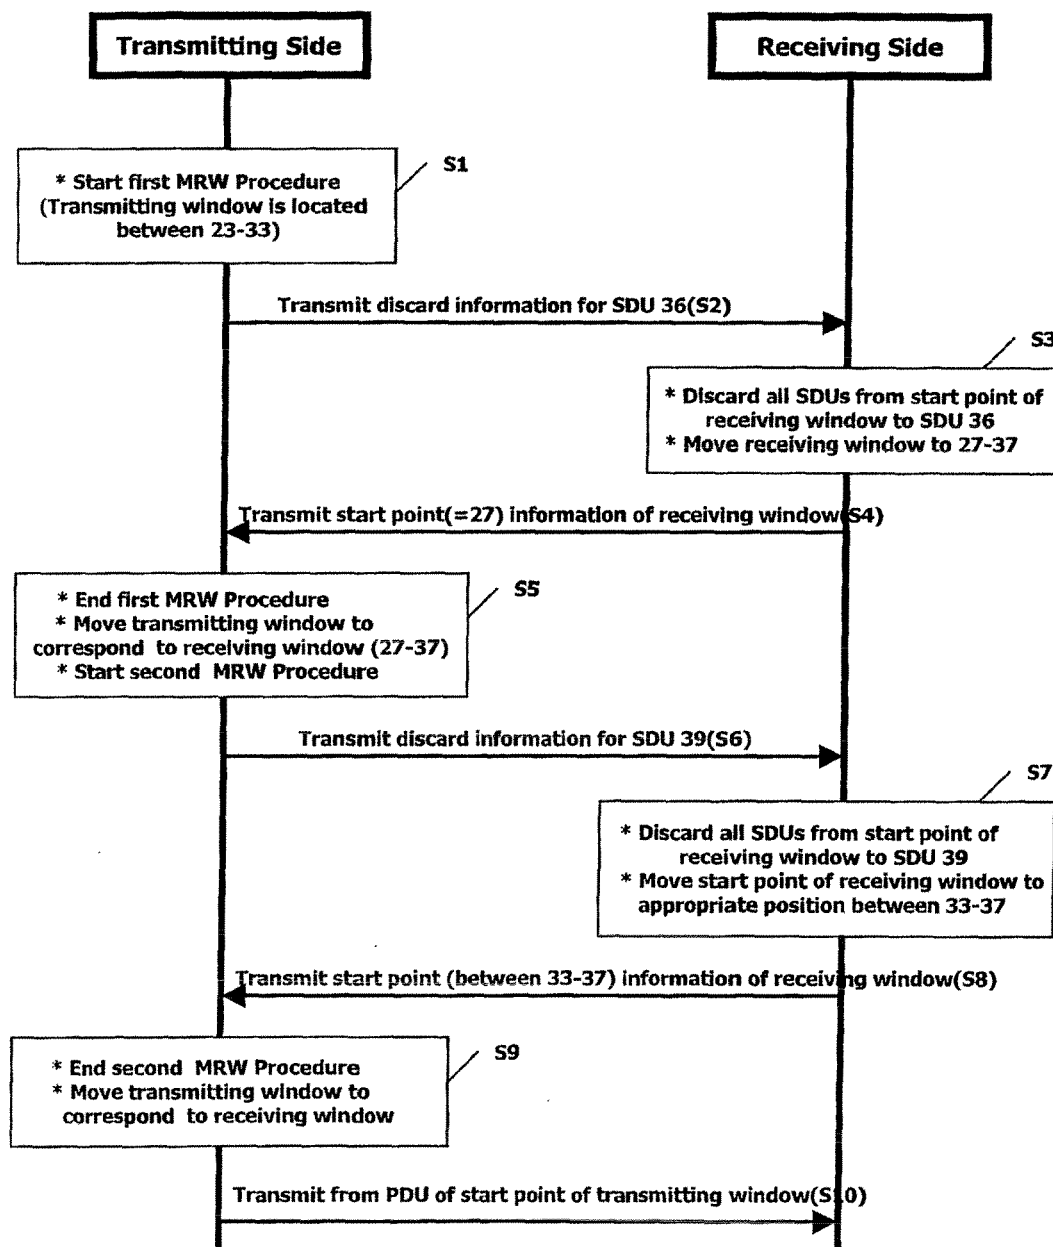 Transmitting Side
Receiving Side
S1
* Start first MRW Procedure
(Transmitting window is located
between 23-33)
Transmit discard information for SDU 36(S2)
S3
* Discard all SDUs from start point of
receiving window to SDU 36
* Move receiving window to 27-37
Transmit start point(=27) information of receiving window(S4)
S5
* End first MRW Procedure
* Move transmitting window to
correspond to receiving window (27-37)
* Start second MRW Procedure
Transmit discard information for SDU 39(S6)
S7
* Discard all SDUs from start point of
receiving window to SDU 39
* Move start point of receiving window to
appropriate position between 33-37
Transmit start point (between 33-37) information of receiving window(S8)
S9
* End second MRW Procedure
* Move transmitting window to
correspond to receiving window
Transmit from PDU of start point of transmitting window(S10)